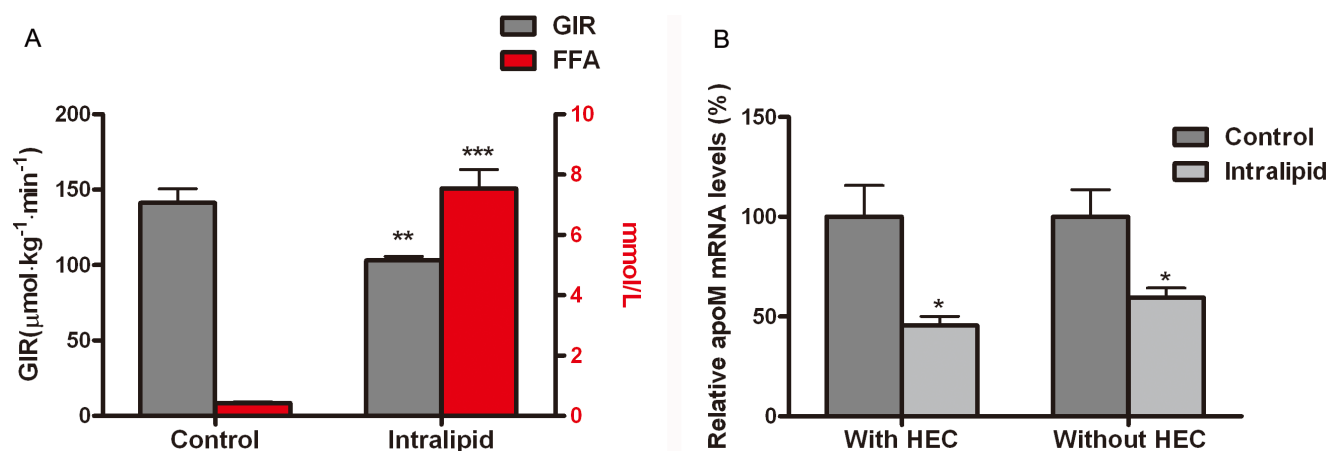 A
GIR
FFA
GIR(μmol·kg⁻¹·min⁻¹)
200
150
100
50
0
**
***
10
8
6
4
2
0
mmol/L
Control
Intralipid
B
Relative apoM mRNA levels (%)
150
100
50
0
Control
Intralipid
*
*
With HEC
Without HEC